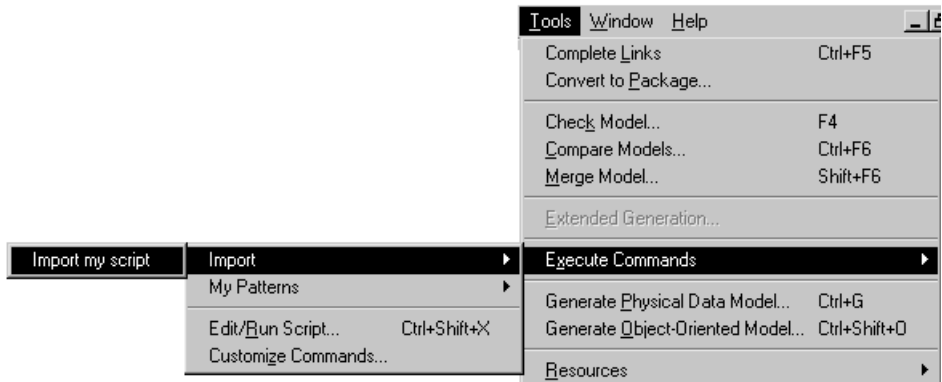 Tools Window Help
Complete Links Ctrl+F5
Convert to Package...
Check Model... F4
Compare Models... Ctrl+F6
Merge Model... Shift+F6
Extended Generation...
Import my script Import Execute Commands
My Patterns
Generate Physical Data Model... Ctrl+G
Edit/Run Script... Ctrl+Shift+X Generate Object-Oriented Model... Ctrl+Shift+O
Customize Commands...
Resources